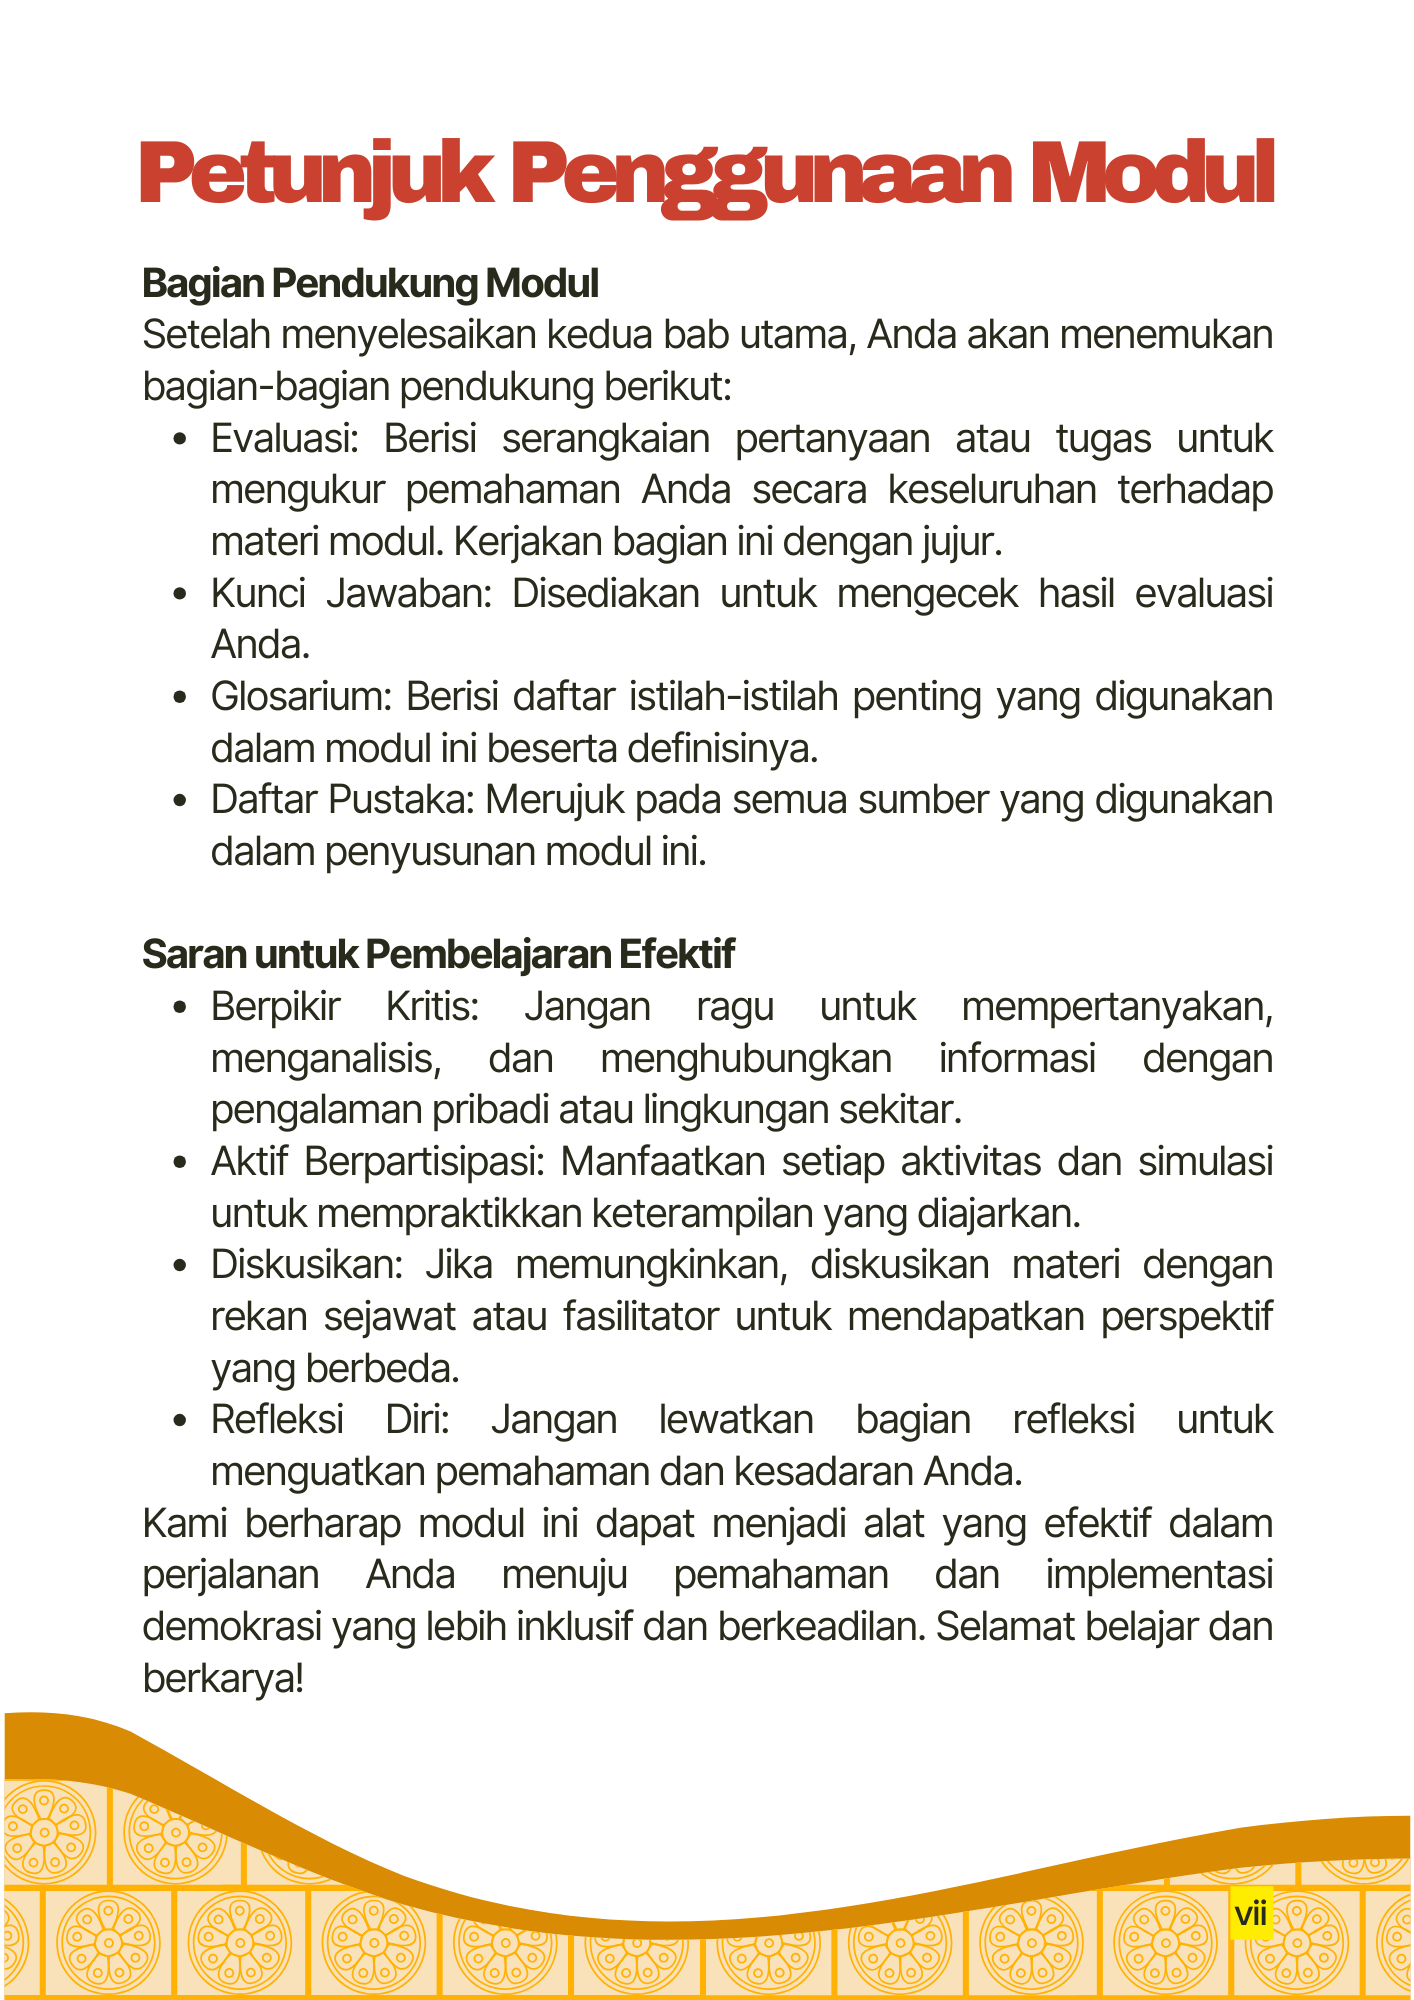 Petunjuk Penggunaan Modul
Bagian Pendukung Modul
Setelah menyelesaikan kedua bab utama, Anda akan menemukan
bagian-bagian pendukung berikut:
• Evaluasi: Berisi serangkaian pertanyaan atau tugas untuk
mengukur pemahaman Anda secara keseluruhan terhadap
materi modul. Kerjakan bagian ini dengan jujur.
• Kunci Jawaban: Disediakan untuk mengecek hasil evaluasi
Anda.
• Glosarium: Berisi daftar istilah-istilah penting yang digunakan
dalam modul ini beserta definisinya.
• Daftar Pustaka: Merujuk pada semua sumber yang digunakan
dalam penyusunan modul ini.
Saran untuk Pembelajaran Efektif
• Berpikir Kritis: Jangan ragu untuk mempertanyakan,
menganalisis, dan menghubungkan informasi dengan
pengalaman pribadi atau lingkungan sekitar.
• Aktif Berpartisipasi: Manfaatkan setiap aktivitas dan simulasi
untuk mempraktikkan keterampilan yang diajarkan.
• Diskusikan: Jika memungkinkan, diskusikan materi dengan
rekan sejawat atau fasilitator untuk mendapatkan perspektif
yang berbeda.
• Refleksi Diri: Jangan lewatkan bagian refleksi untuk
menguatkan pemahaman dan kesadaran Anda.
Kami berharap modul ini dapat menjadi alat yang efektif dalam
perjalanan Anda menuju pemahaman dan implementasi
demokrasi yang lebih inklusif dan berkeadilan. Selamat belajar dan
berkarya!
vii